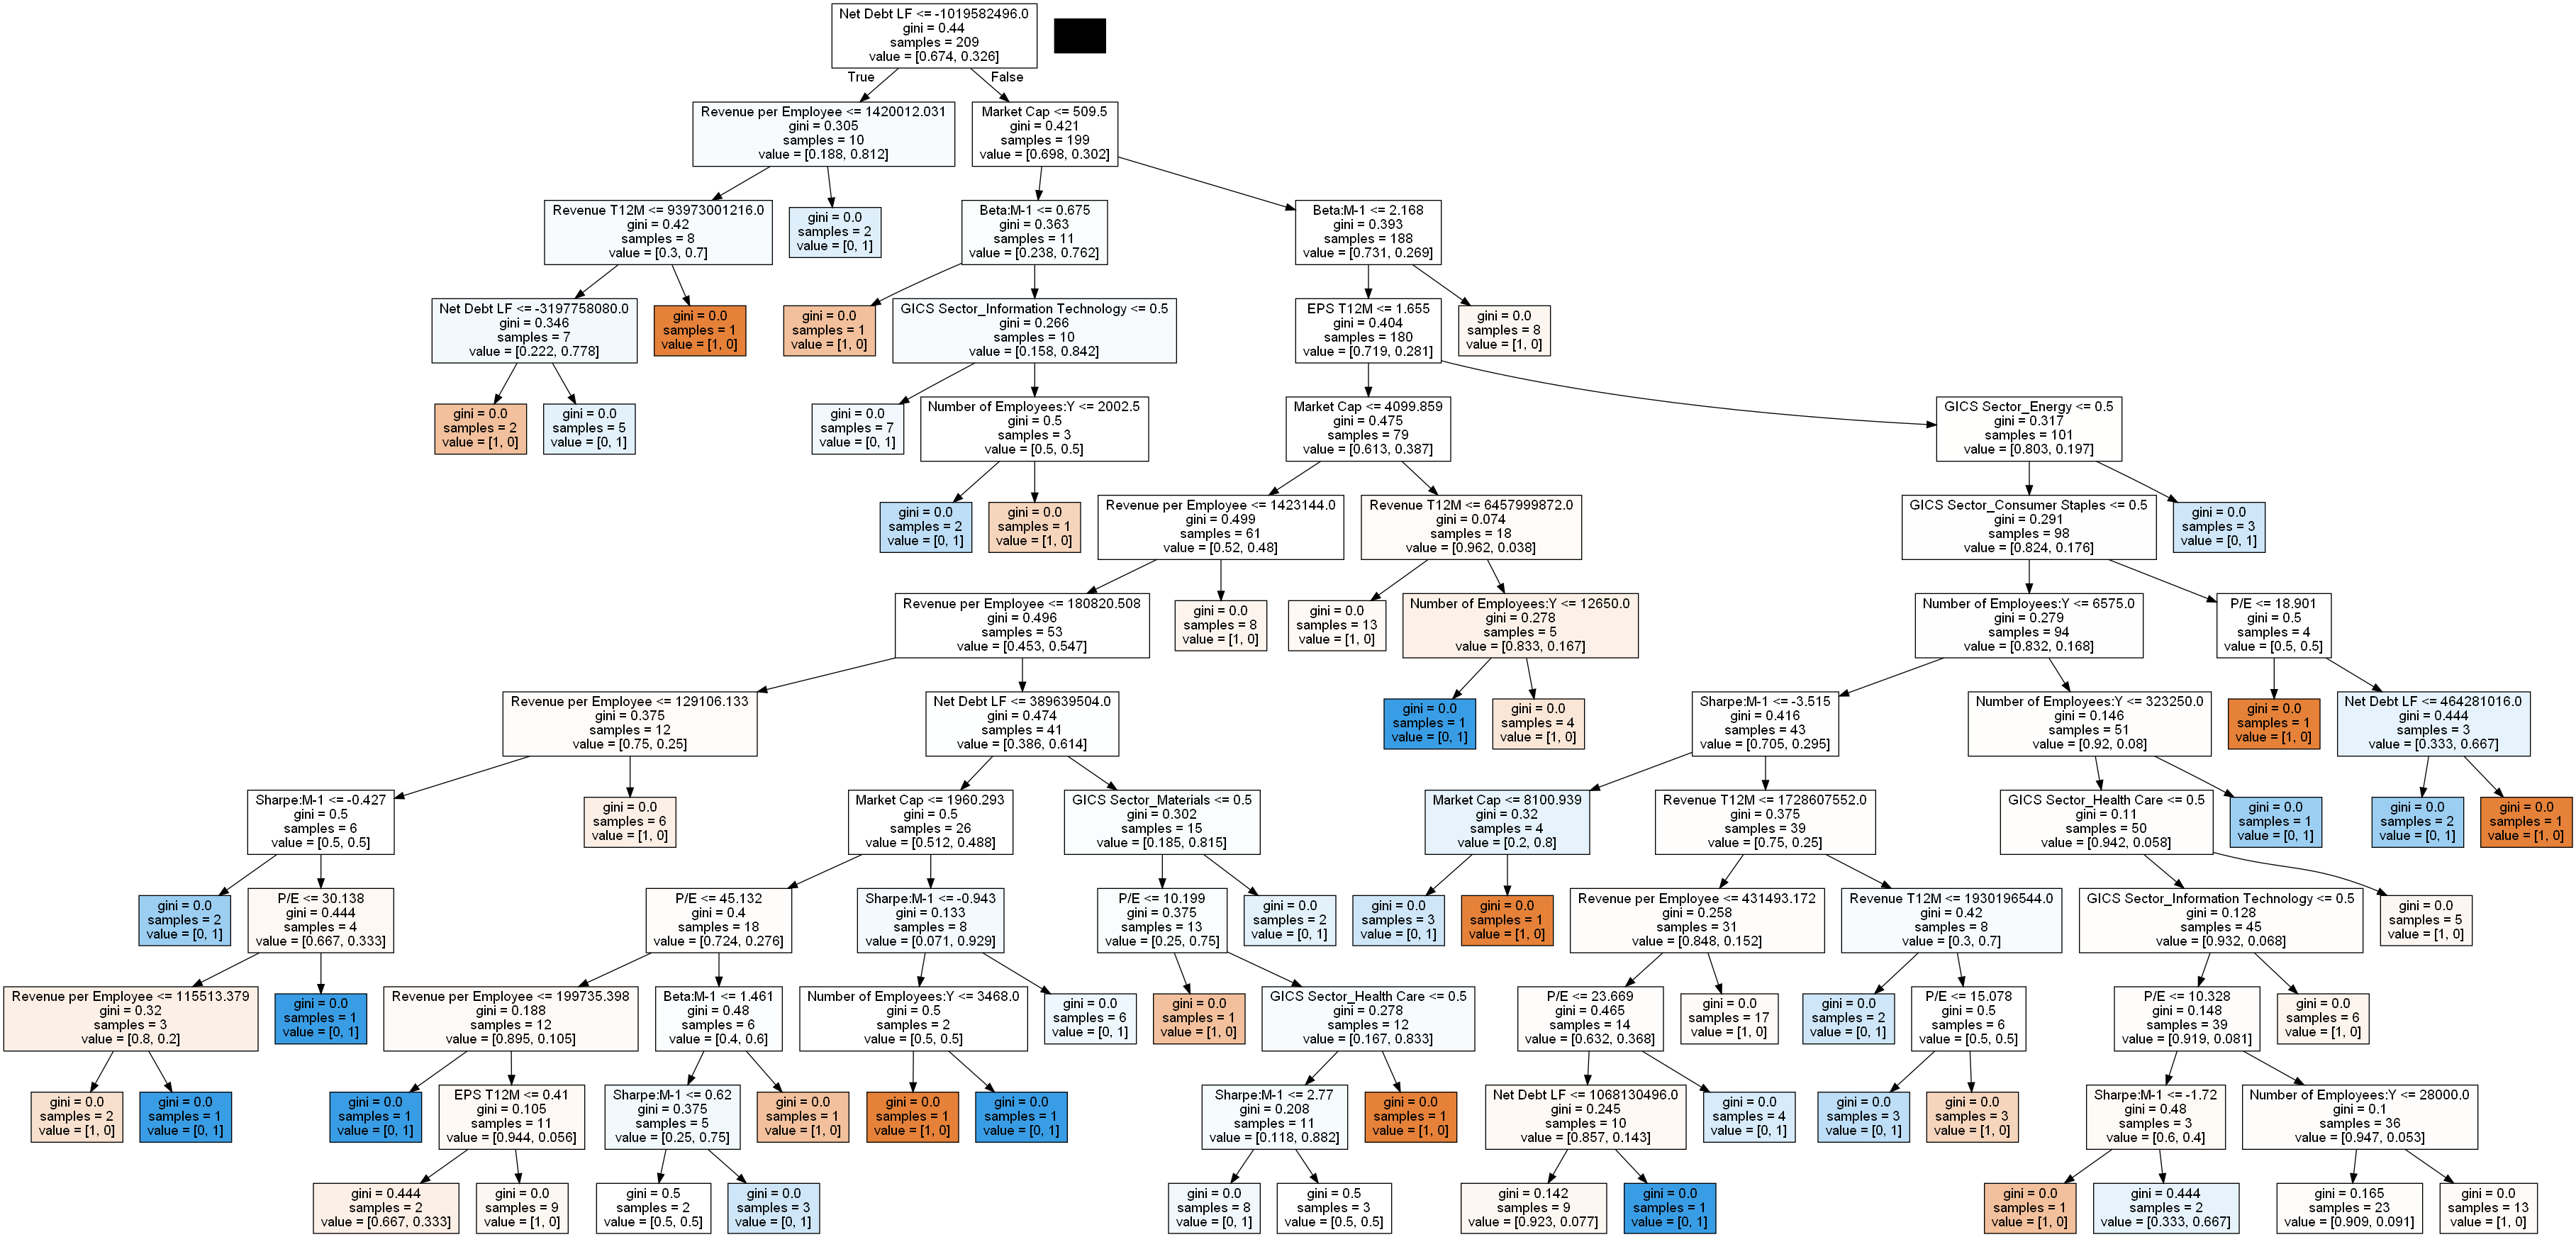 Net Debt LF <= -1019582496.0
gini = 0.44
samples = 209
value = [0.674, 0.326]
True
False
Revenue per Employee <= 1420012.031
gini = 0.305
samples = 10
value = [0.188, 0.812]
Market Cap <= 509.5
gini = 0.421
samples = 199
value = [0.698, 0.302]
Revenue T12M <= 93973001216.0
gini = 0.42
samples = 8
value = [0.3, 0.7]
gini = 0.0
samples = 2
value = [0, 1]
Beta:M-1 <= 0.675
gini = 0.363
samples = 11
value = [0.238, 0.762]
Beta:M-1 <= 2.168
gini = 0.393
samples = 188
value = [0.731, 0.269]
Net Debt LF <= -3197758080.0
gini = 0.346
samples = 7
value = [0.222, 0.778]
gini = 0.0
samples = 1
value = [1, 0]
gini = 0.0
samples = 1
value = [1, 0]
GICS Sector_Information Technology <= 0.5
gini = 0.266
samples = 10
value = [0.158, 0.842]
EPS T12M <= 1.655
gini = 0.404
samples = 180
value = [0.719, 0.281]
gini = 0.0
samples = 8
value = [1, 0]
gini = 0.0
samples = 2
value = [1, 0]
gini = 0.0
samples = 5
value = [0, 1]
gini = 0.0
samples = 7
value = [0, 1]
Number of Employees:Y <= 2002.5
gini = 0.5
samples = 3
value = [0.5, 0.5]
Market Cap <= 4099.859
gini = 0.475
samples = 79
value = [0.613, 0.387]
GICS Sector_Energy <= 0.5
gini = 0.317
samples = 101
value = [0.803, 0.197]
gini = 0.0
samples = 2
value = [0, 1]
gini = 0.0
samples = 1
value = [1, 0]
Revenue per Employee <= 1423144.0
gini = 0.499
samples = 61
value = [0.52, 0.48]
Revenue T12M <= 6457999872.0
gini = 0.074
samples = 18
value = [0.962, 0.038]
GICS Sector_Consumer Staples <= 0.5
gini = 0.291
samples = 98
value = [0.824, 0.176]
gini = 0.0
samples = 3
value = [0, 1]
Revenue per Employee <= 180820.508
gini = 0.496
samples = 53
value = [0.453, 0.547]
gini = 0.0
samples = 8
value = [1, 0]
gini = 0.0
samples = 13
value = [1, 0]
Number of Employees:Y <= 12650.0
gini = 0.278
samples = 5
value = [0.833, 0.167]
Number of Employees:Y <= 6575.0
gini = 0.279
samples = 94
value = [0.832, 0.168]
P/E <= 18.901
gini = 0.5
samples = 4
value = [0.5, 0.5]
Revenue per Employee <= 129106.133
gini = 0.375
samples = 12
value = [0.75, 0.25]
Net Debt LF <= 389639504.0
gini = 0.474
samples = 41
value = [0.386, 0.614]
gini = 0.0
samples = 1
value = [0, 1]
gini = 0.0
samples = 4
value = [1, 0]
Sharpe:M-1 <= -3.515
gini = 0.416
samples = 43
value = [0.705, 0.295]
Number of Employees:Y <= 323250.0
gini = 0.146
samples = 51
value = [0.92, 0.08]
gini = 0.0
samples = 1
value = [1, 0]
Net Debt LF <= 464281016.0
gini = 0.444
samples = 3
value = [0.333, 0.667]
Sharpe:M-1 <= -0.427
gini = 0.5
samples = 6
value = [0.5, 0.5]
gini = 0.0
samples = 6
value = [1, 0]
Market Cap <= 1960.293
gini = 0.5
samples = 26
value = [0.512, 0.488]
GICS Sector_Materials <= 0.5
gini = 0.302
samples = 15
value = [0.185, 0.815]
Market Cap <= 8100.939
gini = 0.32
samples = 4
value = [0.2, 0.8]
Revenue T12M <= 1728607552.0
gini = 0.375
samples = 39
value = [0.75, 0.25]
GICS Sector_Health Care <= 0.5
gini = 0.11
samples = 50
value = [0.942, 0.058]
gini = 0.0
samples = 1
value = [0, 1]
gini = 0.0
samples = 2
value = [0, 1]
gini = 0.0
samples = 1
value = [1, 0]
gini = 0.0
samples = 2
value = [0, 1]
P/E <= 30.138
gini = 0.444
samples = 4
value = [0.667, 0.333]
P/E <= 45.132
gini = 0.4
samples = 18
value = [0.724, 0.276]
Sharpe:M-1 <= -0.943
gini = 0.133
samples = 8
value = [0.071, 0.929]
P/E <= 10.199
gini = 0.375
samples = 13
value = [0.25, 0.75]
gini = 0.0
samples = 2
value = [0, 1]
gini = 0.0
samples = 3
value = [0, 1]
gini = 0.0
samples = 1
value = [1, 0]
Revenue per Employee <= 431493.172
gini = 0.258
samples = 31
value = [0.848, 0.152]
Revenue T12M <= 1930196544.0
gini = 0.42
samples = 8
value = [0.3, 0.7]
GICS Sector_Information Technology <= 0.5
gini = 0.128
samples = 45
value = [0.932, 0.068]
gini = 0.0
samples = 5
value = [1, 0]
Revenue per Employee <= 115513.379
gini = 0.32
samples = 3
value = [0.8, 0.2]
gini = 0.0
samples = 1
value = [0, 1]
Revenue per Employee <= 199735.398
gini = 0.188
samples = 12
value = [0.895, 0.105]
Beta:M-1 <= 1.461
gini = 0.48
samples = 6
value = [0.4, 0.6]
Number of Employees:Y <= 3468.0
gini = 0.5
samples = 2
value = [0.5, 0.5]
gini = 0.0
samples = 6
value = [0, 1]
gini = 0.0
samples = 1
value = [1, 0]
GICS Sector_Health Care <= 0.5
gini = 0.278
samples = 12
value = [0.167, 0.833]
P/E <= 23.669
gini = 0.465
samples = 14
value = [0.632, 0.368]
gini = 0.0
samples = 17
value = [1, 0]
gini = 0.0
samples = 2
value = [0, 1]
P/E <= 15.078
gini = 0.5
samples = 6
value = [0.5, 0.5]
P/E <= 10.328
gini = 0.148
samples = 39
value = [0.919, 0.081]
gini = 0.0
samples = 6
value = [1, 0]
gini = 0.0
samples = 2
value = [1, 0]
gini = 0.0
samples = 1
value = [0, 1]
gini = 0.0
samples = 1
value = [0, 1]
EPS T12M <= 0.41
gini = 0.105
samples = 11
value = [0.944, 0.056]
Sharpe:M-1 <= 0.62
gini = 0.375
samples = 5
value = [0.25, 0.75]
gini = 0.0
samples = 1
value = [1, 0]
gini = 0.0
samples = 1
value = [1, 0]
gini = 0.0
samples = 1
value = [0, 1]
Sharpe:M-1 <= 2.77
gini = 0.208
samples = 11
value = [0.118, 0.882]
gini = 0.0
samples = 1
value = [1, 0]
Net Debt LF <= 1068130496.0
gini = 0.245
samples = 10
value = [0.857, 0.143]
gini = 0.0
samples = 4
value = [0, 1]
gini = 0.0
samples = 3
value = [0, 1]
gini = 0.0
samples = 3
value = [1, 0]
Sharpe:M-1 <= -1.72
gini = 0.48
samples = 3
value = [0.6, 0.4]
Number of Employees:Y <= 28000.0
gini = 0.1
samples = 36
value = [0.947, 0.053]
gini = 0.444
samples = 2
value = [0.667, 0.333]
gini = 0.0
samples = 9
value = [1, 0]
gini = 0.5
samples = 2
value = [0.5, 0.5]
gini = 0.0
samples = 3
value = [0, 1]
gini = 0.0
samples = 8
value = [0, 1]
gini = 0.5
samples = 3
value = [0.5, 0.5]
gini = 0.142
samples = 9
value = [0.923, 0.077]
gini = 0.0
samples = 1
value = [0, 1]
gini = 0.0
samples = 1
value = [1, 0]
gini = 0.444
samples = 2
value = [0.333, 0.667]
gini = 0.165
samples = 23
value = [0.909, 0.091]
gini = 0.0
samples = 13
value = [1, 0]